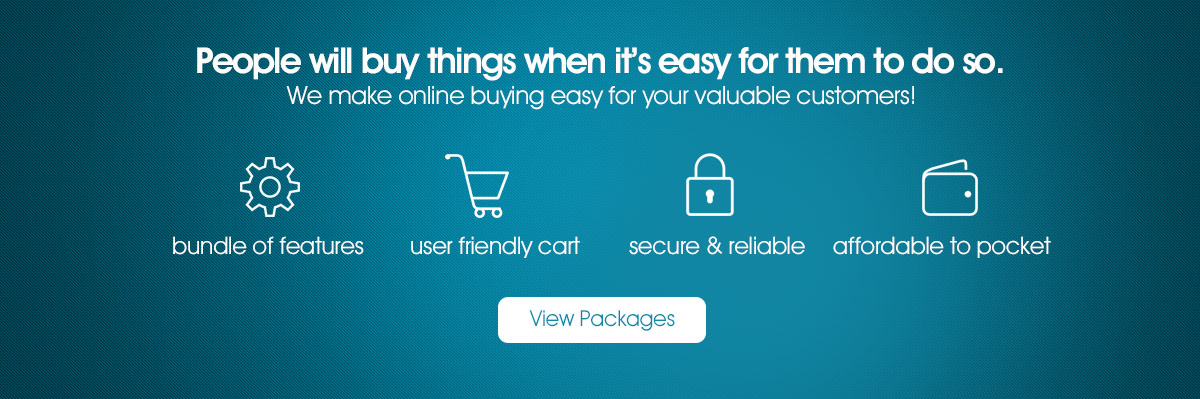 People will buy things when it's easy for them to do so.
We make online buying easy for your valuable customers!
bundle of features
user friendly cart
secure & reliable
affordable to pocket
View Packages